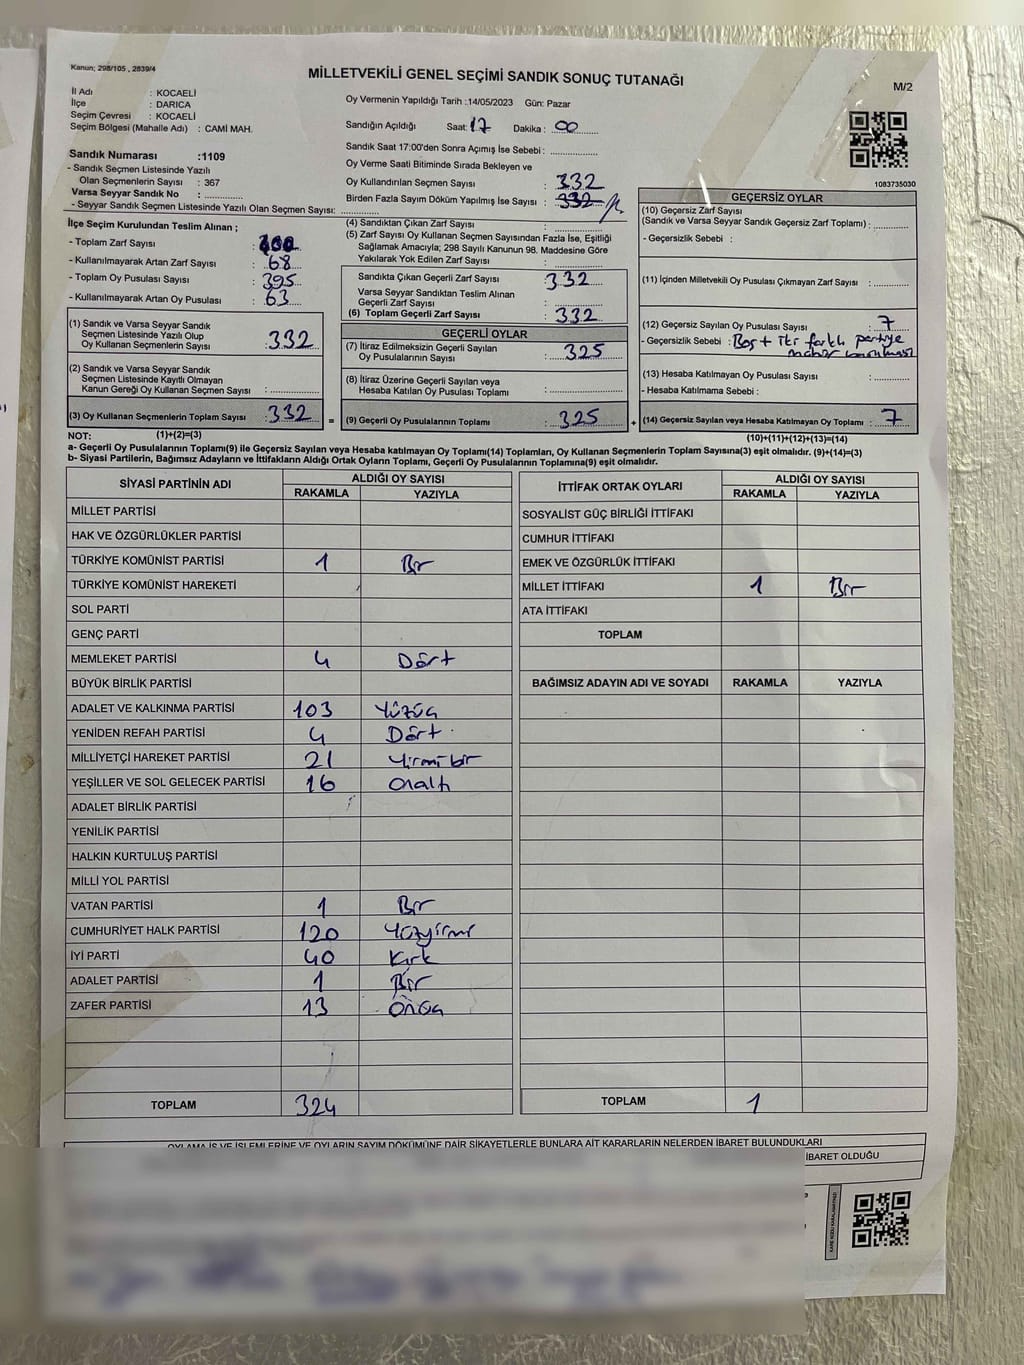 Kanun; 298/105 , 2839/4
MİLLETVEKİLİ GENEL SEÇİMİ SANDIK SONUÇ TUTANAĞI
M/2
İl Adı : KOCAELİ
İlçe : DARICA
Seçim Çevresi : KOCAELİ
Seçim Bölgesi (Mahalle Adı) : CAMİ MAH.
Sandık Numarası :1109
- Sandık Seçmen Listesinde Yazılı
Olan Seçmenlerin Sayısı : 367
Varsa Seyyar Sandık No :
- Seyyar Sandık Seçmen Listesinde Yazılı Olan Seçmen Sayısı:
Oy Vermenin Yapıldığı Tarih :14/05/2023 Gün: Pazar
Sandığın Açıldığı Saat: 17 Dakika : 00
Sandık Saat 17:00'den Sonra Açımış İse Sebebi :
Oy Verme Saati Bitiminde Sırada Bekleyen ve
Oy Kullandırılan Seçmen Sayısı : 332
Birden Fazla Sayım Döküm Yapılmış İse Sayısı : 332
1083735030
İlçe Seçim Kurulundan Teslim Alınan ;
- Toplam Zarf Sayısı : 400
- Kullanılmayarak Artan Zarf Sayısı : 68
- Toplam Oy Pusulası Sayısı : 395
- Kullanılmayarak Artan Oy Pusulası : 63
(1) Sandık ve Varsa Seyyar Sandık
Seçmen Listesinde Yazılı Olup
Oy Kullanan Seçmenlerin Sayısı : 332
(2) Sandık ve Varsa Seyyar Sandık
Seçmen Listesinde Kayıtlı Olmayan
Kanun Gereği Oy Kullanan Seçmen Sayısı :
(3) Oy Kullanan Seçmenlerin Toplam Sayısı : 332
(4) Sandıktan Çıkan Zarf Sayısı :
(5) Zarf Sayısı Oy Kullanan Seçmen Sayısından Fazla İse, Eşitliği
Sağlamak Amacıyla; 298 Sayılı Kanunun 98. Maddesine Göre
Yakılarak Yok Edilen Zarf Sayısı :
Sandıkta Çıkan Geçerli Zarf Sayısı : 332
Varsa Seyyar Sandıktan Teslim Alınan
Geçerli Zarf Sayısı :
(6) Toplam Geçerli Zarf Sayısı : 332
GEÇERLİ OYLAR
(7) İtiraz Edilmeksizin Geçerli Sayılan
Oy Pusulalarının Sayısı : 325
(8) İtiraz Üzerine Geçerli Sayılan veya
Hesaba Katılan Oy Pusulası Toplamı :
= (9) Geçerli Oy Pusulalarının Toplamı : 325
GEÇERSİZ OYLAR
(10) Geçersiz Zarf Sayısı
(Sandık ve Varsa Seyyar Sandık Geçersiz Zarf Toplamı) :
- Geçersizlik Sebebi :
(11) İçinden Milletvekili Oy Pusulası Çıkmayan Zarf Sayısı :
(12) Geçersiz Sayılan Oy Pusulası Sayısı : 7
- Geçersizlik Sebebi : Boş + iki farklı partiye
mühür vurulması
(13) Hesaba Katılmayan Oy Pusulası Sayısı :
- Hesaba Katılmama Sebebi :
+ (14) Geçersiz Sayılan veya Hesaba Katılmayan Oy Toplamı : 7
NOT: (1)+(2)=(3)
(10)+(11)+(12)+(13)=(14)
a- Geçerli Oy Pusulaları Toplamı(9) ile Geçersiz Sayılan veya Hesaba katılmayan Oy Toplamı(14) Toplamları, Oy Kullanan Seçmenlerin Toplam Sayısına(3) eşit olmalıdır. (9)+(14)=(3)
b- Siyasi Partilerin, Bağımsız Adayların ve İttifakların Aldığı Ortak Oyların Toplamı, Geçerli Oy Pusulalarının Toplamına(9) eşit olmalıdır.
SİYASİ PARTİNİN ADI ALDIĞI OY SAYISI
RAKAMLA YAZIYLA
MİLLET PARTİSİ
HAK VE ÖZGÜRLÜKLER PARTİSİ
TÜRKİYE KOMÜNİST PARTİSİ 1 Bir
TÜRKİYE KOMÜNİST HAREKETİ
SOL PARTİ
GENÇ PARTİ
MEMLEKET PARTİSİ 4 Dört
BÜYÜK BİRLİK PARTİSİ
ADALET VE KALKINMA PARTİSİ 103 Yüzüç
YENİDEN REFAH PARTİSİ 4 Dört
MİLLİYETÇİ HAREKET PARTİSİ 21 Yirmi bir
YEŞİLLER VE SOL GELECEK PARTİSİ 16 Onaltı
ADALET BİRLİK PARTİSİ
YENİLİK PARTİSİ
HALKIN KURTULUŞ PARTİSİ
MİLLİ YOL PARTİSİ
VATAN PARTİSİ 1 Bir
CUMHURİYET HALK PARTİSİ 120 Yüzyirmi
İYİ PARTİ 40 Kırk
ADALET PARTİSİ 1 Bir
ZAFER PARTİSİ 13 Onüç
TOPLAM 324
İTTİFAK ORTAK OYLARI ALDIĞI OY SAYISI
RAKAMLA YAZIYLA
SOSYALİST GÜÇ BİRLİĞİ İTTİFAKI
CUMHUR İTTİFAKI
EMEK VE ÖZGÜRLÜK İTTİFAKI
MİLLET İTTİFAKI 1 Bir
ATA İTTİFAKI
TOPLAM
BAĞIMSIZ ADAYIN ADI VE SOYADI RAKAMLA YAZIYLA
TOPLAM 1
OYLAMA İŞ VE İŞLEMLERİNE VE OYLARIN SAYIM DÖKÜMÜNE DAİR ŞİKAYETLERLE BUNLARA AİT KARARLARIN NELERDEN İBARET BULUNDUKLARI
İBARET OLDUĞU